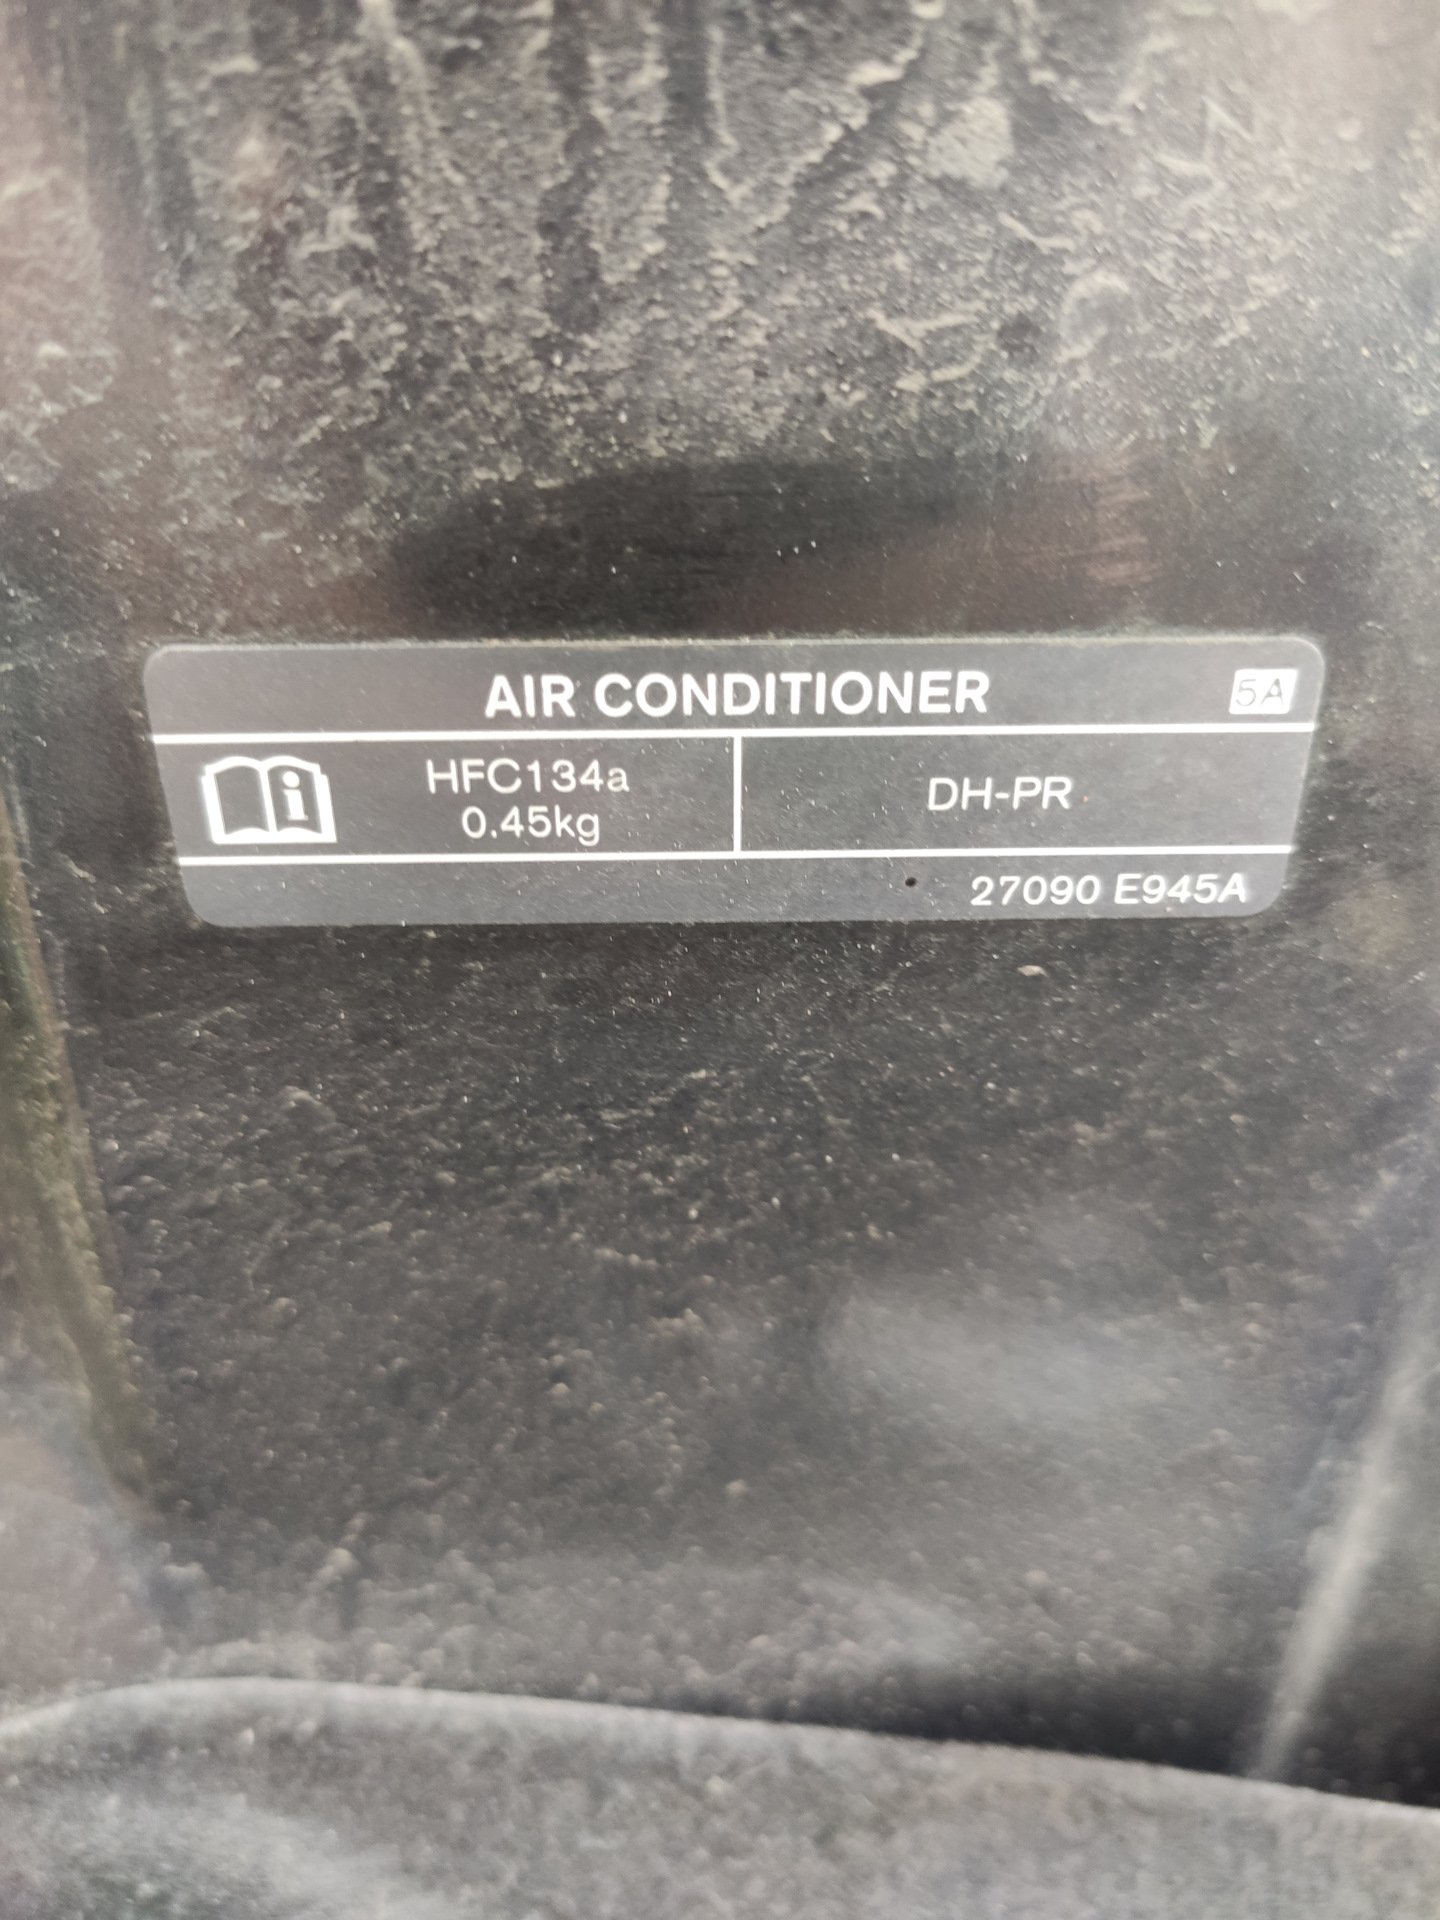 AIR CONDITIONER
5A
HFC134a
0.45kg
DH-PR
27090 E945A